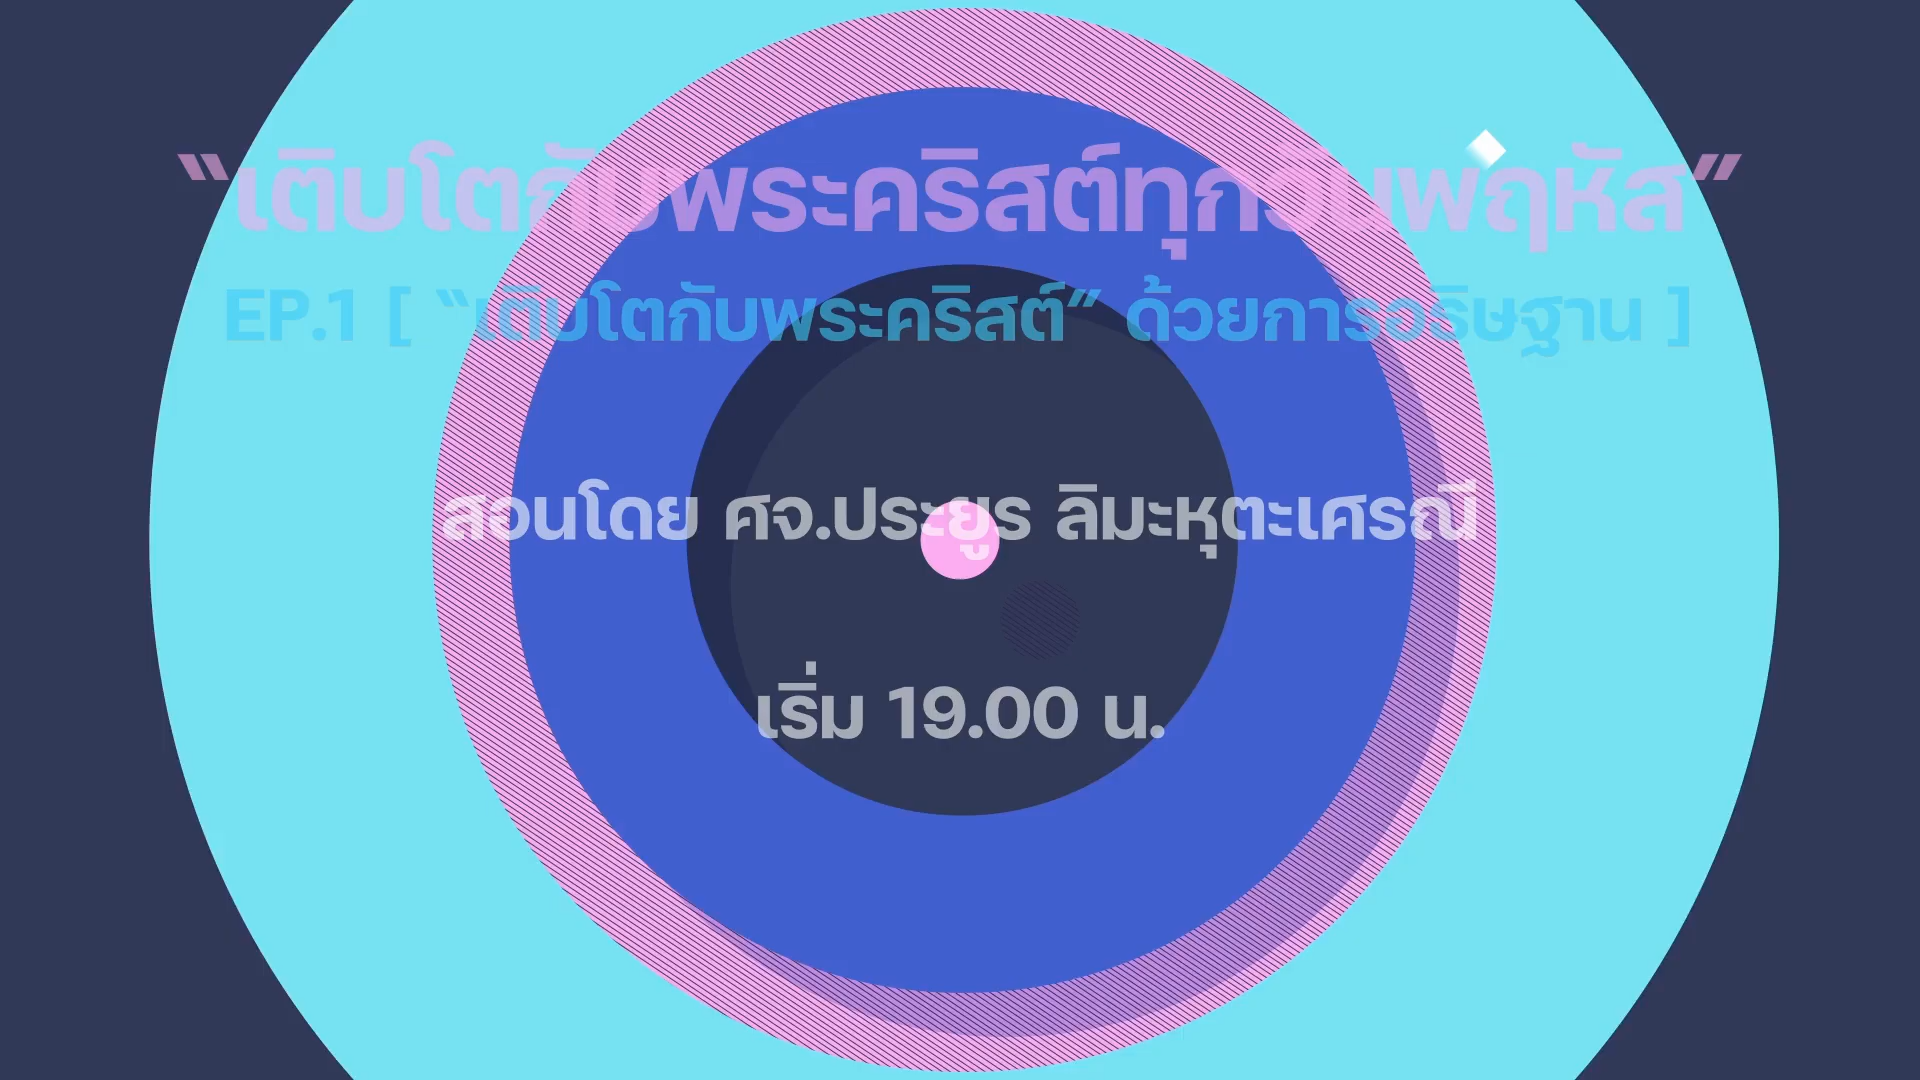 “เติบโตกับพระคริสต์ทุกวันพฤหัส”
EP.1 [ “เติบโตกับพระคริสต์” ด้วยการอธิษฐาน ]
สอนโดย ศจ.ประยูร ลิมะหุตะเศรณี
เริ่ม 19.00 น.